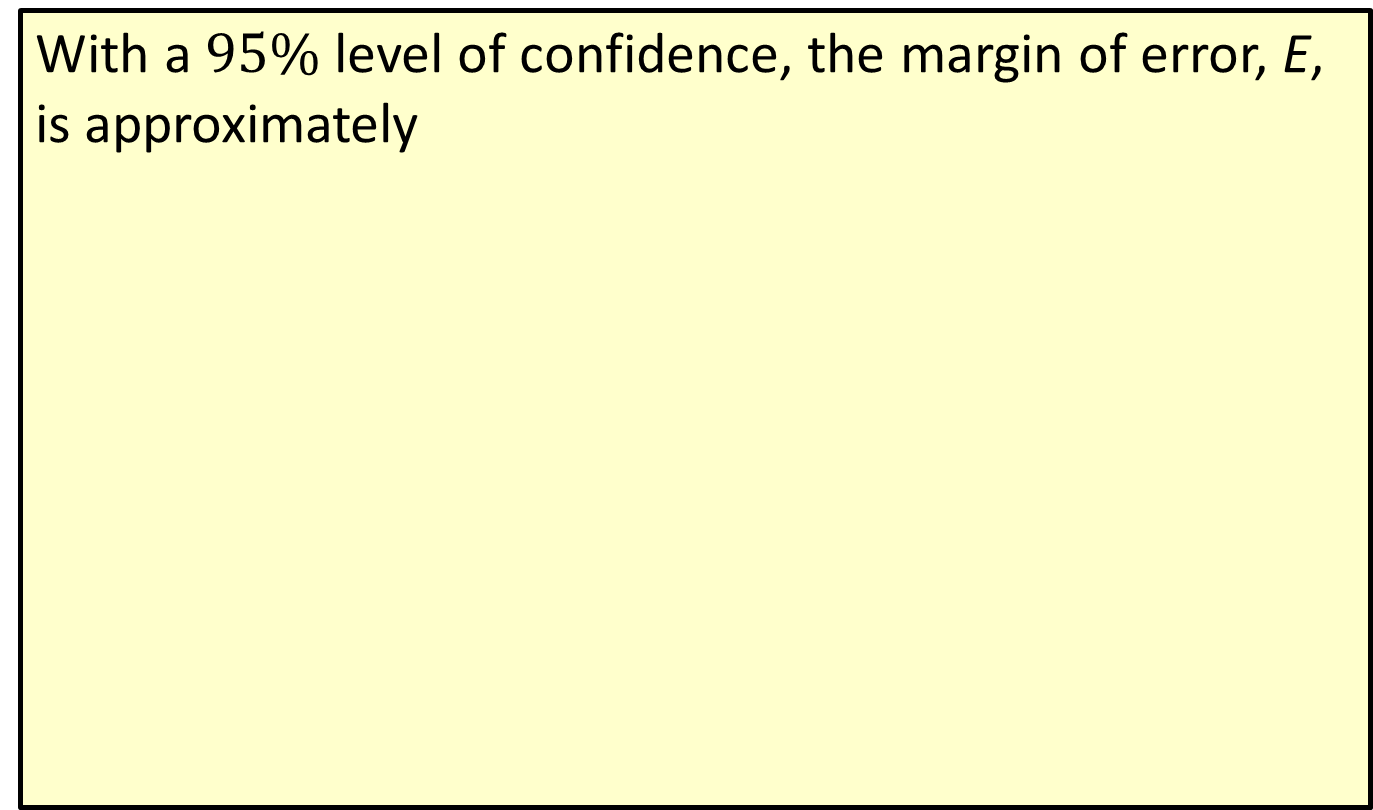 With a 95% level of confidence, the margin of error, E,
is approximately